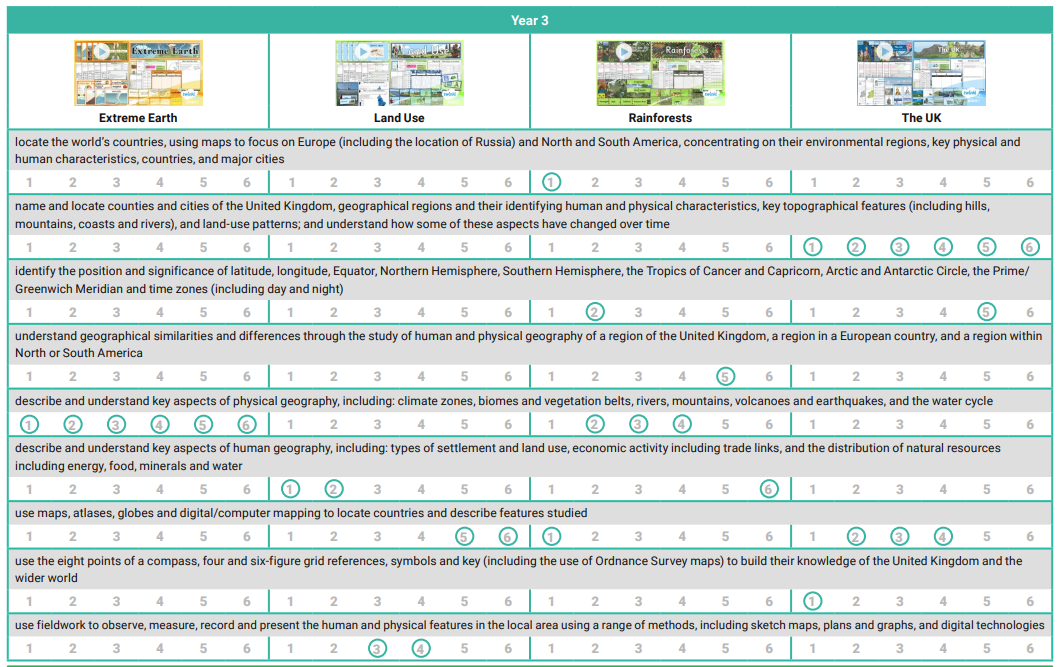 Year 3
Extreme Earth
Rainforests
The UK
Extreme Earth
Land Use
Rainforests
The UK
locate the world's countries, using maps to focus on Europe (including the location of Russia) and North and South America, concentrating on their environmental regions, key physical and
human characteristics, countries, and major cities
1 2 3 4 5 6 1 2 3 4 5 6 1 2 3 4 5 6 1 2 3 4 5 6
name and locate counties and cities of the United Kingdom, geographical regions and their identifying human and physical characteristics, key topographical features (including hills,
mountains, coasts and rivers), and land-use patterns; and understand how some of these aspects have changed over time
1 2 3 4 5 6 1 2 3 4 5 6 1 2 3 4 5 6 1 2 3 4 5 6
identify the position and significance of latitude, longitude, Equator, Northern Hemisphere, Southern Hemisphere, the Tropics of Cancer and Capricorn, Arctic and Antarctic Circle, the Prime/
Greenwich Meridian and time zones (including day and night)
1 2 3 4 5 6 1 2 3 4 5 6 1 2 3 4 5 6 1 2 3 4 5 6
understand geographical similarities and differences through the study of human and physical geography of a region of the United Kingdom, a region in a European country, and a region within
North or South America
1 2 3 4 5 6 1 2 3 4 5 6 1 2 3 4 5 6 1 2 3 4 5 6
describe and understand key aspects of physical geography, including: climate zones, biomes and vegetation belts, rivers, mountains, volcanoes and earthquakes, and the water cycle
1 2 3 4 5 6 1 2 3 4 5 6 1 2 3 4 5 6 1 2 3 4 5 6
describe and understand key aspects of human geography, including: types of settlement and land use, economic activity including trade links, and the distribution of natural resources
including energy, food, minerals and water
1 2 3 4 5 6 1 2 3 4 5 6 1 2 3 4 5 6 1 2 3 4 5 6
use maps, atlases, globes and digital/computer mapping to locate countries and describe features studied
1 2 3 4 5 6 1 2 3 4 5 6 1 2 3 4 5 6 1 2 3 4 5 6
use the eight points of a compass, four and six-figure grid references, symbols and key (including the use of Ordnance Survey maps) to build their knowledge of the United Kingdom and the
wider world
1 2 3 4 5 6 1 2 3 4 5 6 1 2 3 4 5 6 1 2 3 4 5 6
use fieldwork to observe, measure, record and present the human and physical features in the local area using a range of methods, including sketch maps, plans and graphs, and digital technologies
1 2 3 4 5 6 1 2 3 4 5 6 1 2 3 4 5 6 1 2 3 4 5 6